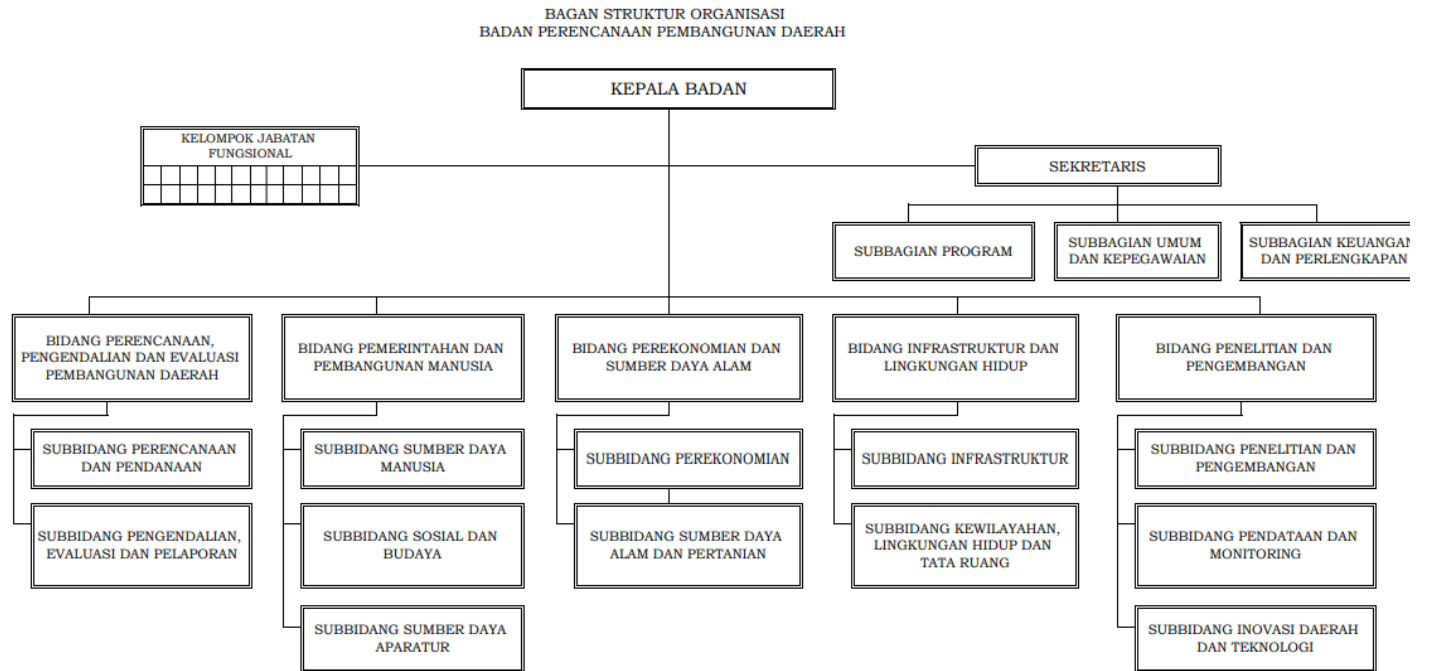 BAGAN STRUKTUR ORGANISASI
BADAN PERENCANAAN PEMBANGUNAN DAERAH
KEPALA BADAN
KELOMPOK JABATAN
FUNGSIONAL
SEKRETARIS
SUBBAGIAN PROGRAM
SUBBAGIAN UMUM
DAN KEPEGAWAIAN
SUBBAGIAN KEUANGAN
DAN PERLENGKAPAN
BIDANG PERENCANAAN,
PENGENDALIAN DAN EVALUASI
PEMBANGUNAN DAERAH
BIDANG PEMERINTAHAN DAN
PEMBANGUNAN MANUSIA
BIDANG PEREKONOMIAN DAN
SUMBER DAYA ALAM
BIDANG INFRASTRUKTUR DAN
LINGKUNGAN HIDUP
BIDANG PENELITIAN DAN
PENGEMBANGAN
SUBBIDANG PERENCANAAN
DAN PENDANAAN
SUBBIDANG SUMBER DAYA
MANUSIA
SUBBIDANG PEREKONOMIAN
SUBBIDANG INFRASTRUKTUR
SUBBIDANG PENELITIAN DAN
PENGEMBANGAN
SUBBIDANG PENGENDALIAN,
EVALUASI DAN PELAPORAN
SUBBIDANG SOSIAL DAN
BUDAYA
SUBBIDANG SUMBER DAYA
ALAM DAN PERTANIAN
SUBBIDANG KEWILAYAHAN,
LINGKUNGAN HIDUP DAN
TATA RUANG
SUBBIDANG PENDATAAN DAN
MONITORING
SUBBIDANG SUMBER DAYA
APARATUR
SUBBIDANG INOVASI DAERAH
DAN TEKNOLOGI